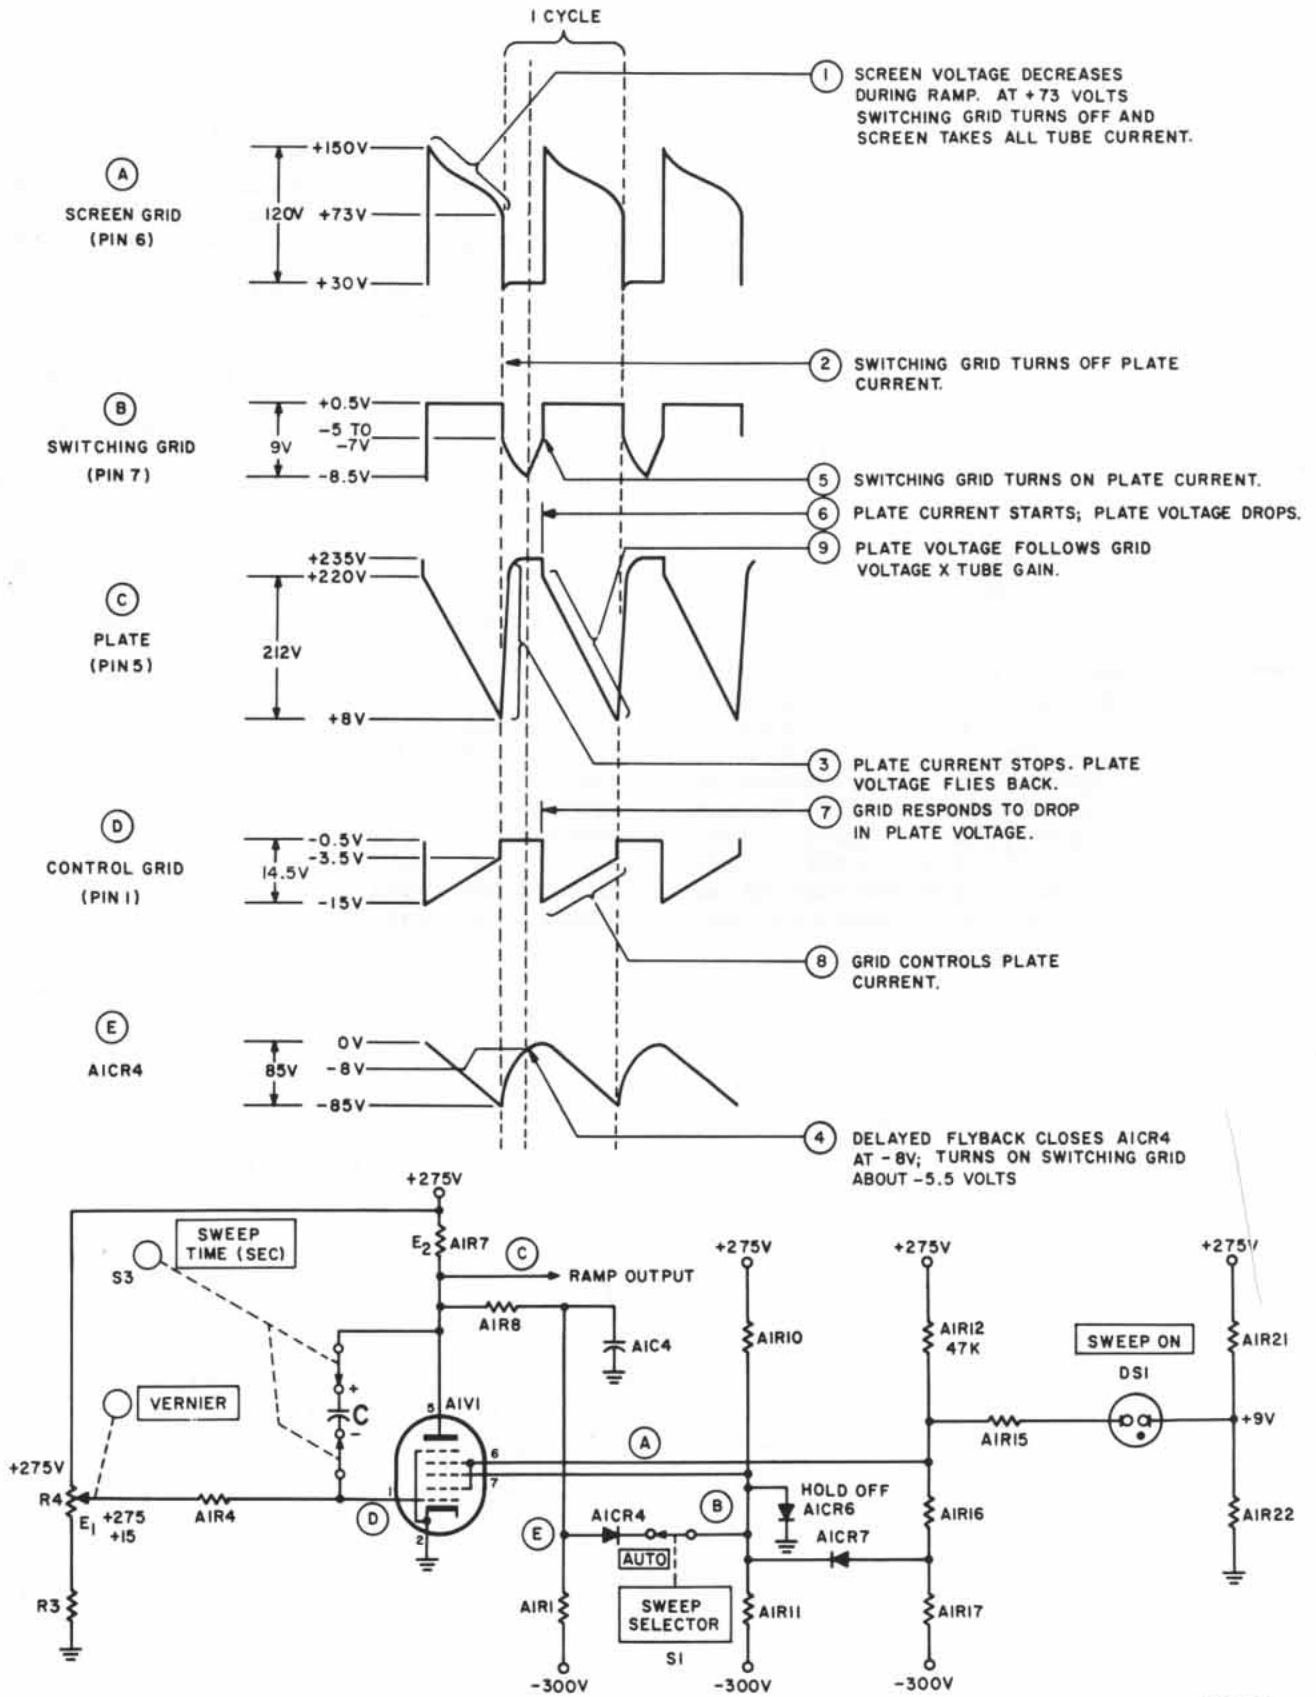 1 CYCLE
1 SCREEN VOLTAGE DECREASES
DURING RAMP. AT +73 VOLTS
SWITCHING GRID TURNS OFF AND
SCREEN TAKES ALL TUBE CURRENT.
A
SCREEN GRID
(PIN 6)
120V
+150V
+73V
+30V
2 SWITCHING GRID TURNS OFF PLATE
CURRENT.
B
SWITCHING GRID
(PIN 7)
9V
+0.5V
-5 TO
-7V
-8.5V
5 SWITCHING GRID TURNS ON PLATE CURRENT.
6 PLATE CURRENT STARTS; PLATE VOLTAGE DROPS.
9 PLATE VOLTAGE FOLLOWS GRID
VOLTAGE X TUBE GAIN.
C
PLATE
(PIN 5)
212V
+235V
+220V
+8V
3 PLATE CURRENT STOPS. PLATE
VOLTAGE FLIES BACK.
7 GRID RESPONDS TO DROP
IN PLATE VOLTAGE.
D
CONTROL GRID
(PIN 1)
14.5V
-0.5V
-3.5V
-15V
8 GRID CONTROLS PLATE
CURRENT.
E
A1CR4
85V
0V
-8V
-85V
4 DELAYED FLYBACK CLOSES A1CR4
AT -8V; TURNS ON SWITCHING GRID
ABOUT -5.5 VOLTS
+275V
SWEEP
TIME (SEC)
S3
E2 A1R7
C
RAMP OUTPUT
+275V
+275V
+275V
A1R8
A1C4
A1R10
A1R12
47K
SWEEP ON
DS1
A1R21
VERNIER
+
C
-
5
A1V1
A
6
7
A1R15
+9V
+275V
R4
E1 +275
+15
A1R4
1
D
2
E
A1CR4
AUTO
B
HOLD OFF
A1CR6
A1CR7
A1R16
A1R22
R3
A1R1
SWEEP
SELECTOR
S1
A1R11
A1R17
-300V
-300V
-300V